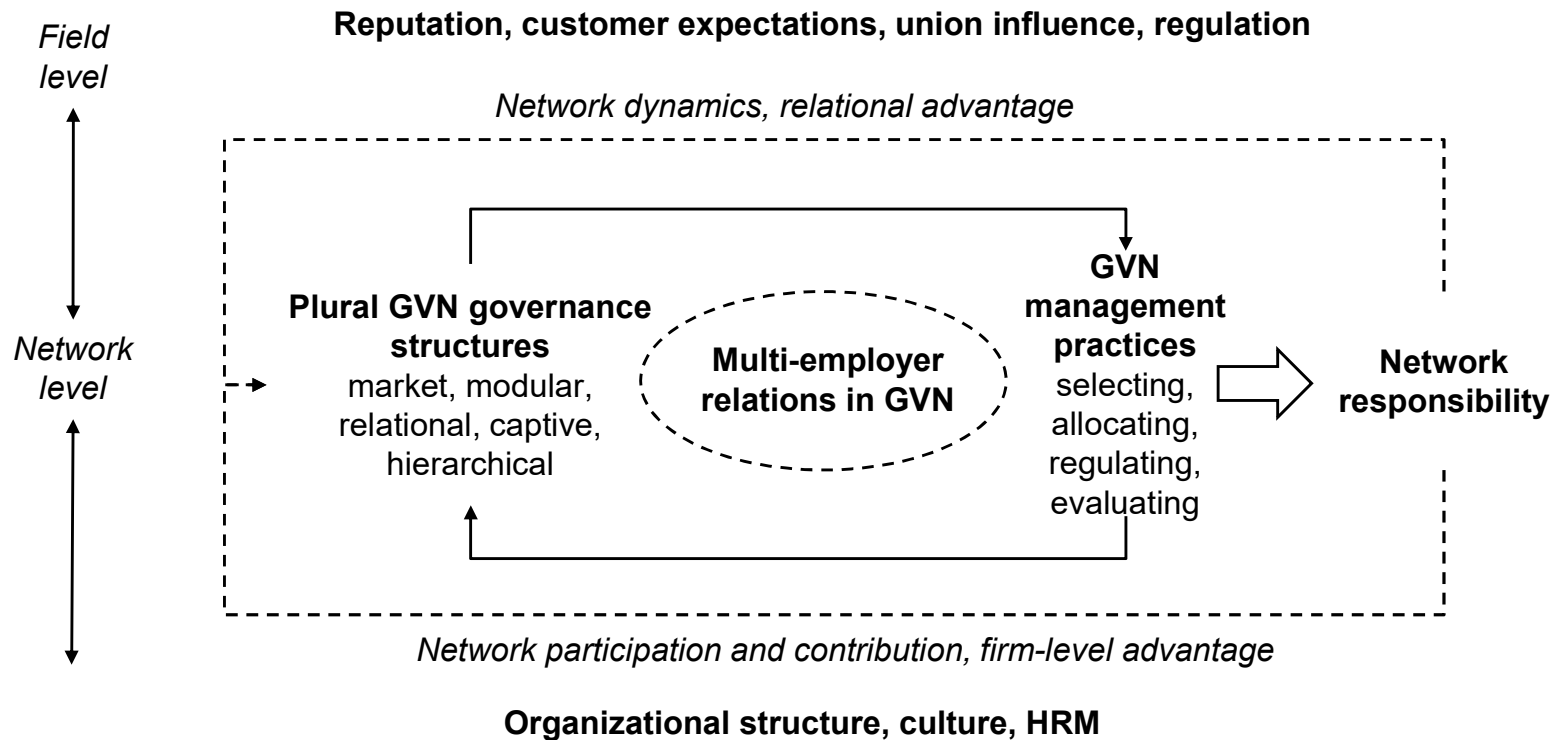 Field
level
Reputation, customer expectations, union influence, regulation
Network dynamics, relational advantage
Network
level
Plural GVN governance
structures
market, modular,
relational, captive,
hierarchical
Multi-employer
relations in GVN
GVN
management
practices
selecting,
allocating,
regulating,
evaluating
Network
responsibility
Network participation and contribution, firm-level advantage
Organizational structure, culture, HRM